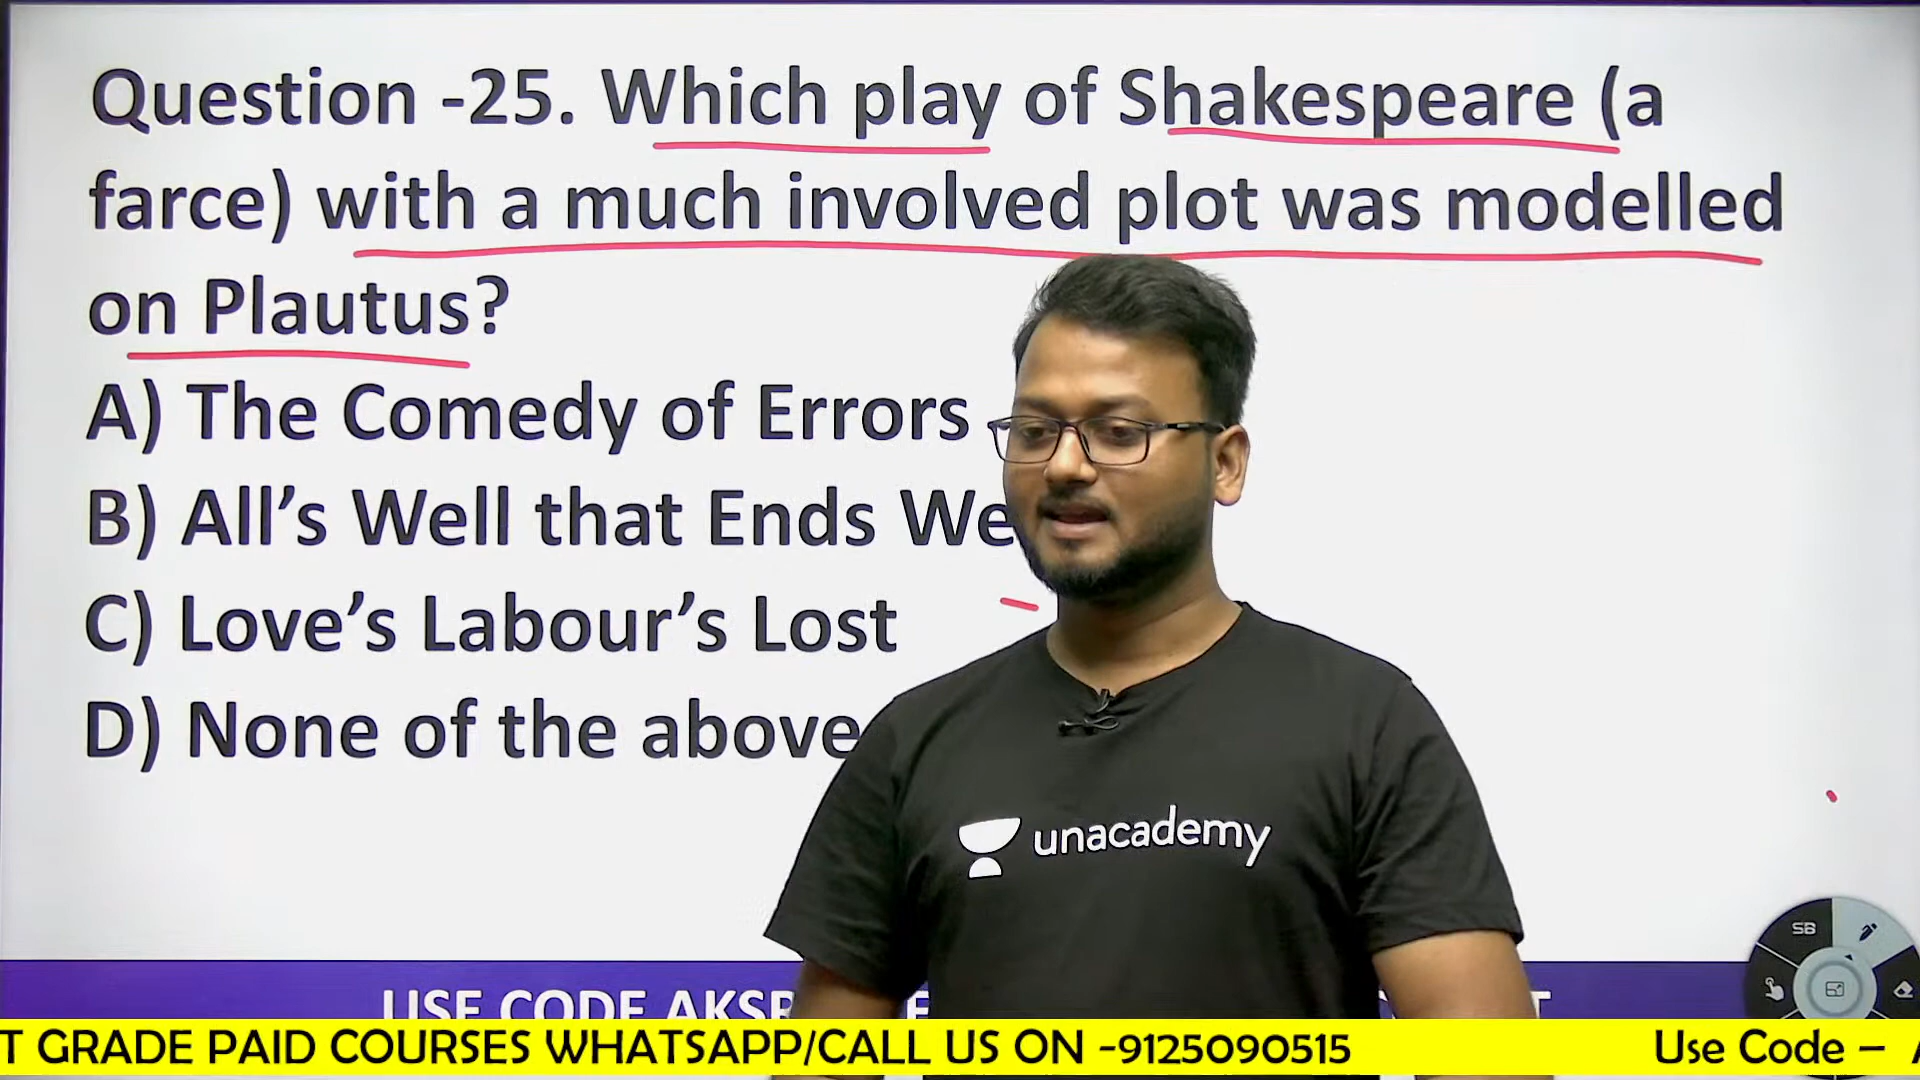 Question -25. Which play of Shakespeare (a
farce) with a much involved plot was modelled
on Plautus?
A) The Comedy of Errors
B) All's Well that Ends We
C) Love's Labour's Lost
D) None of the above
unacademy
SB
USE CODE
T GRADE PAID COURSES WHATSAPP/CALL US ON -9125090515 Use Code –